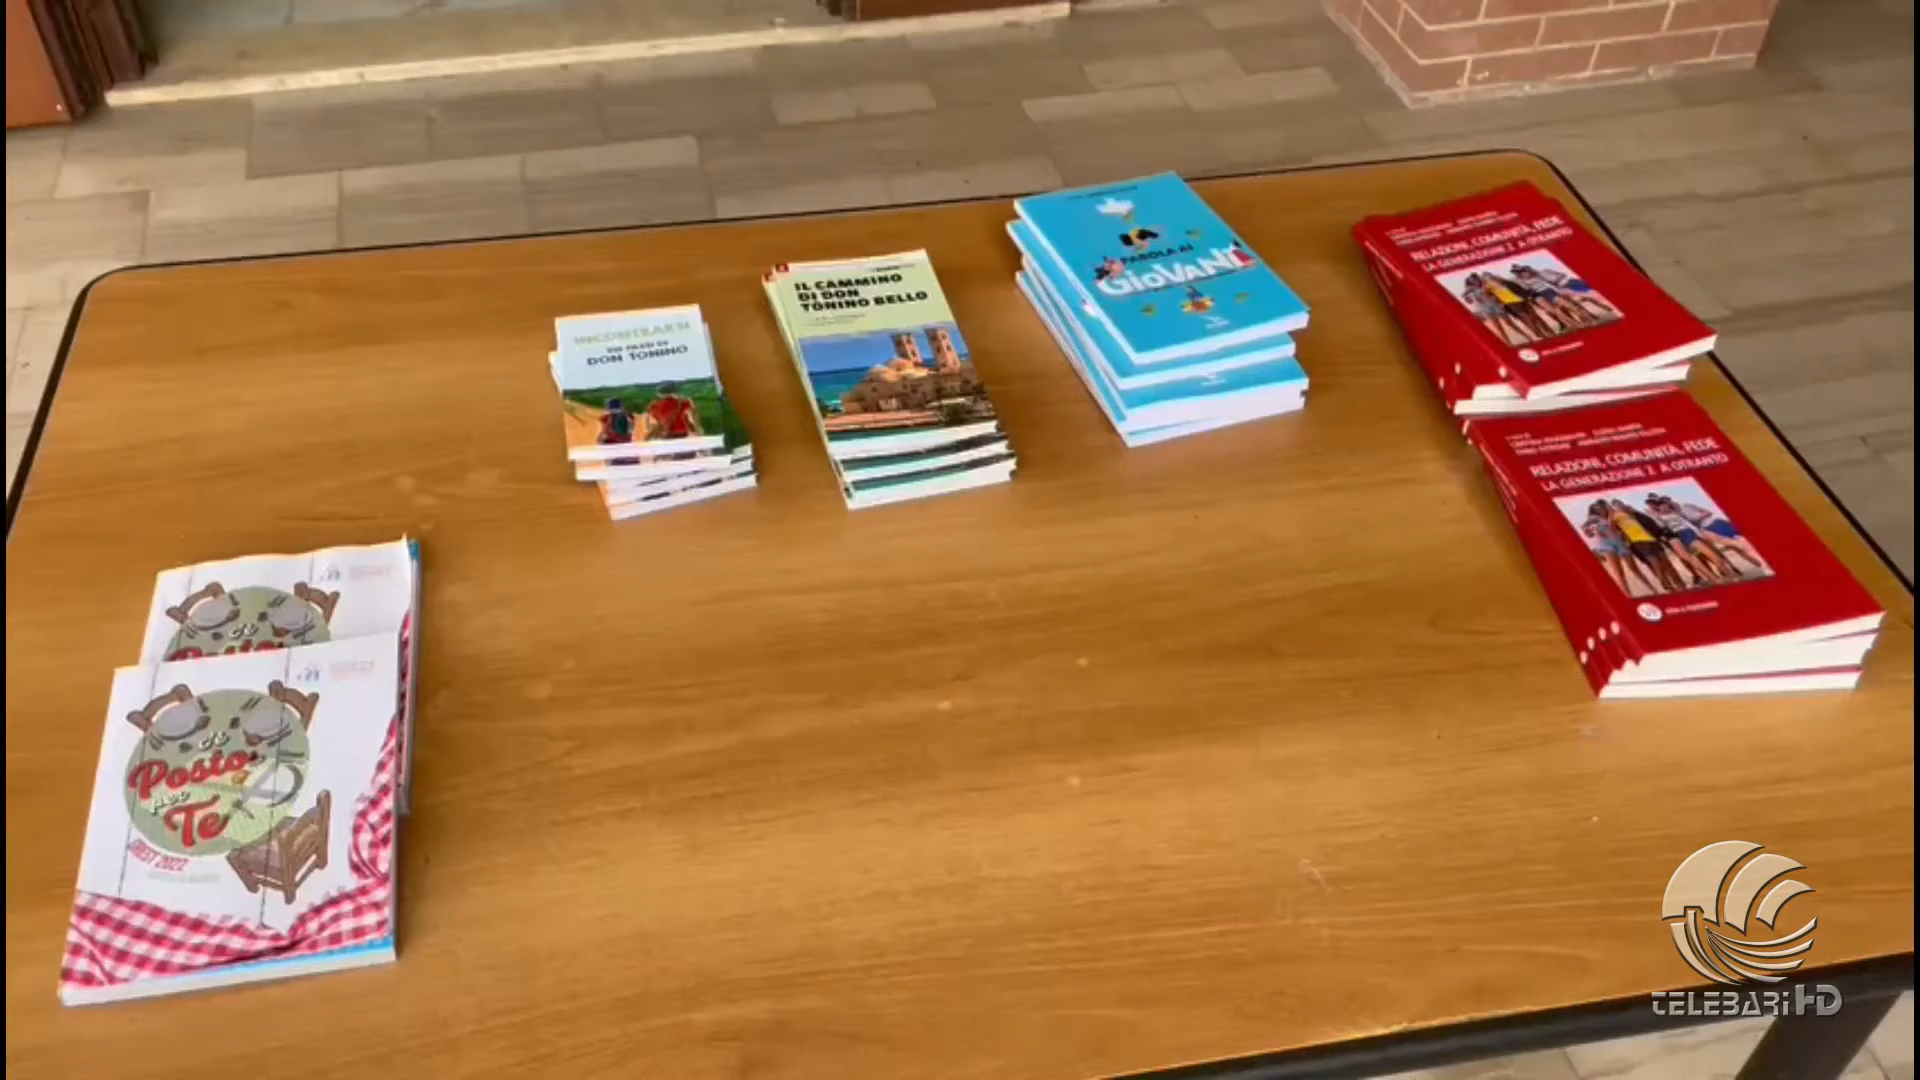 INCONTRARSI
SUI PASSI DI
DON TONINO
IL CAMMINO
DI DON
TONINO BELLO
PAROLA AI
GIOVANI
RELAZIONI, COMUNITÀ, FEDE
LA GENERAZIONE Z A OTRANTO
RELAZIONI, COMUNITÀ, FEDE
LA GENERAZIONE Z A OTRANTO
c'è
Posto
c'è
Posto
per
Te
GREST 2022
TELEBARI HD